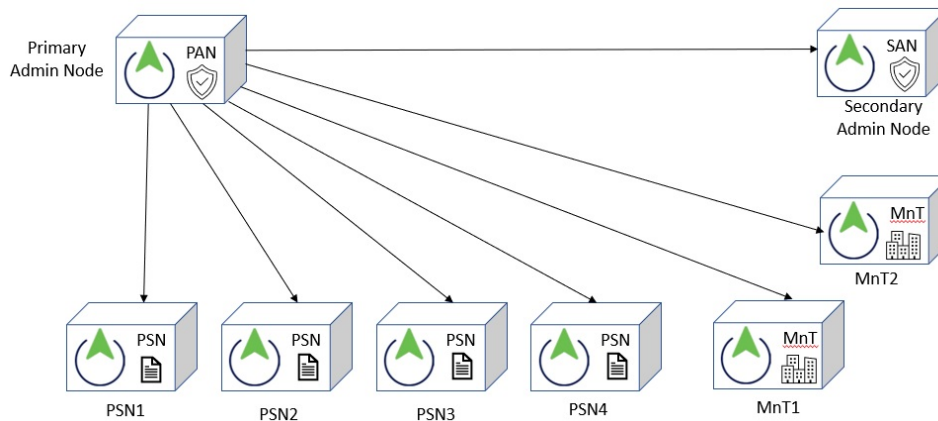 Primary
Admin Node
PAN
SAN
Secondary
Admin Node
MnT
MnT2
PSN
PSN
PSN
PSN
MnT
PSN1
PSN2
PSN3
PSN4
MnT1